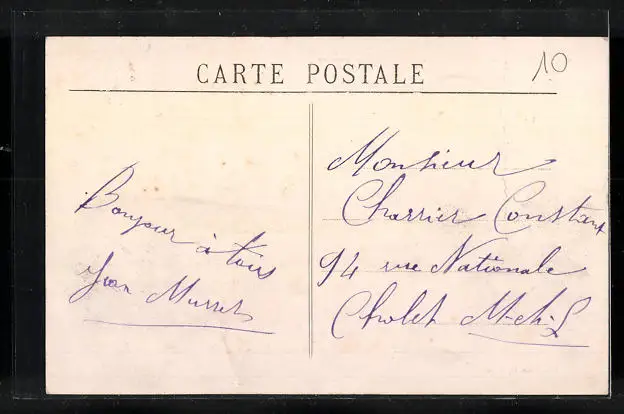 CARTE POSTALE
10
Bonjour à tous
Jean Murret
Monsieur
Charrier Constant
94 rue Nationale
Cholet M-et-L